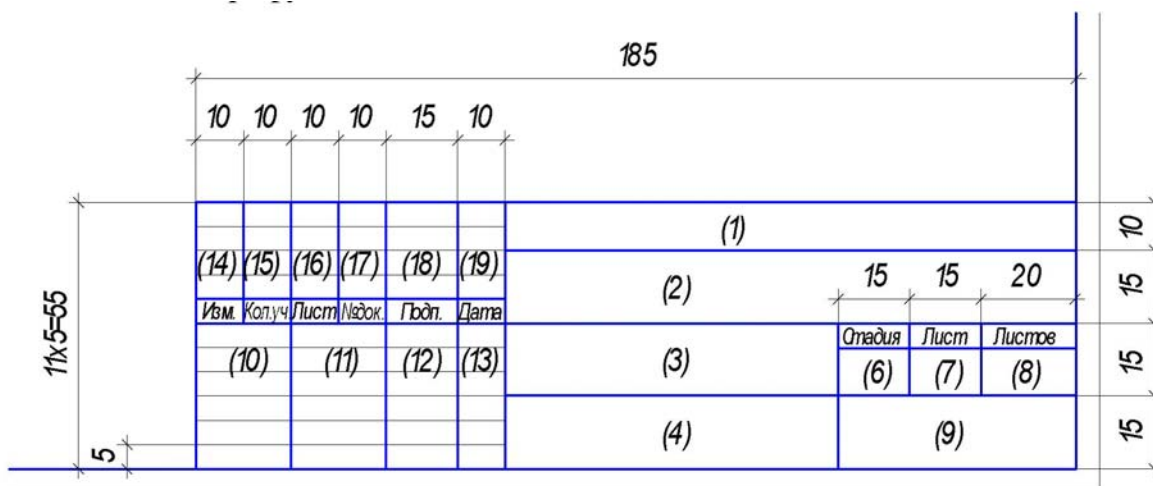 185
10 10 10 10 15 10
(1)
10
(14) (15) (16) (17) (18) (19)
(2)
15 15 20
15
Изм. Кол.уч Лист №док. Подп. Дата
11х5=55
Стадия Лист Листов
(10) (11) (12) (13)
(3)
(6) (7) (8)
15
5
(4)
(9)
15